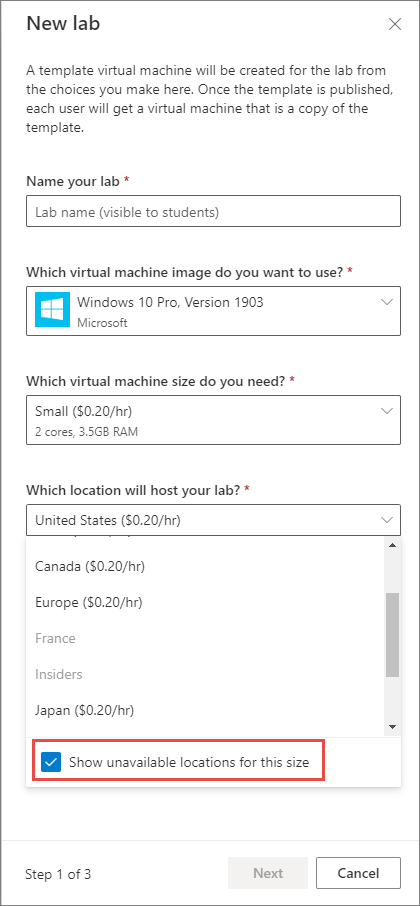 New lab
A template virtual machine will be created for the lab from
the choices you make here. Once the template is published,
each user will get a virtual machine that is a copy of the
template.
Name your lab *
Lab name (visible to students)
Which virtual machine image do you want to use? *
Windows 10 Pro, Version 1903
Microsoft
Which virtual machine size do you need? *
Small ($0.20/hr)
2 cores, 3.5GB RAM
Which location will host your lab? *
United States ($0.20/hr)
Canada ($0.20/hr)
Europe ($0.20/hr)
France
Insiders
Japan ($0.20/hr)
Show unavailable locations for this size
Step 1 of 3
Next
Cancel